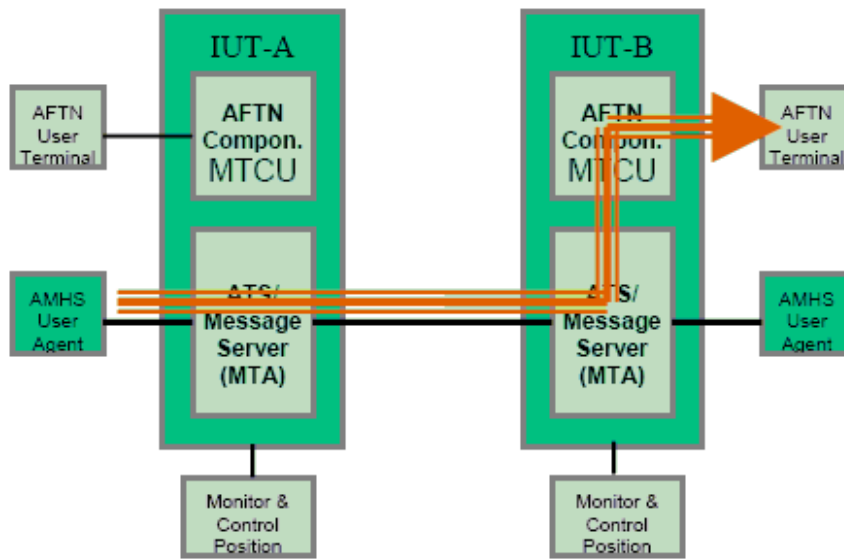 IUT-A
IUT-B
AFTN
User
Terminal
AFTN
Compon.
MTCU
AFTN
Compon.
MTCU
AFTN
User
Terminal
AMHS
User
Agent
ATS/
Message
Server
(MTA)
ATS/
Message
Server
(MTA)
AMHS
User
Agent
Monitor &
Control
Position
Monitor &
Control
Position